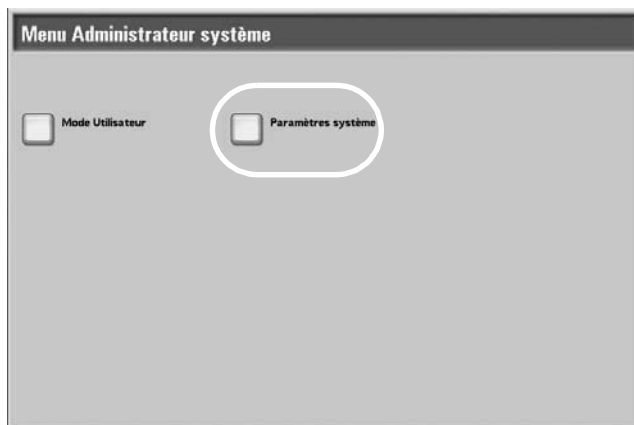 Menu Administrateur système
Mode Utilisateur
Paramètres système